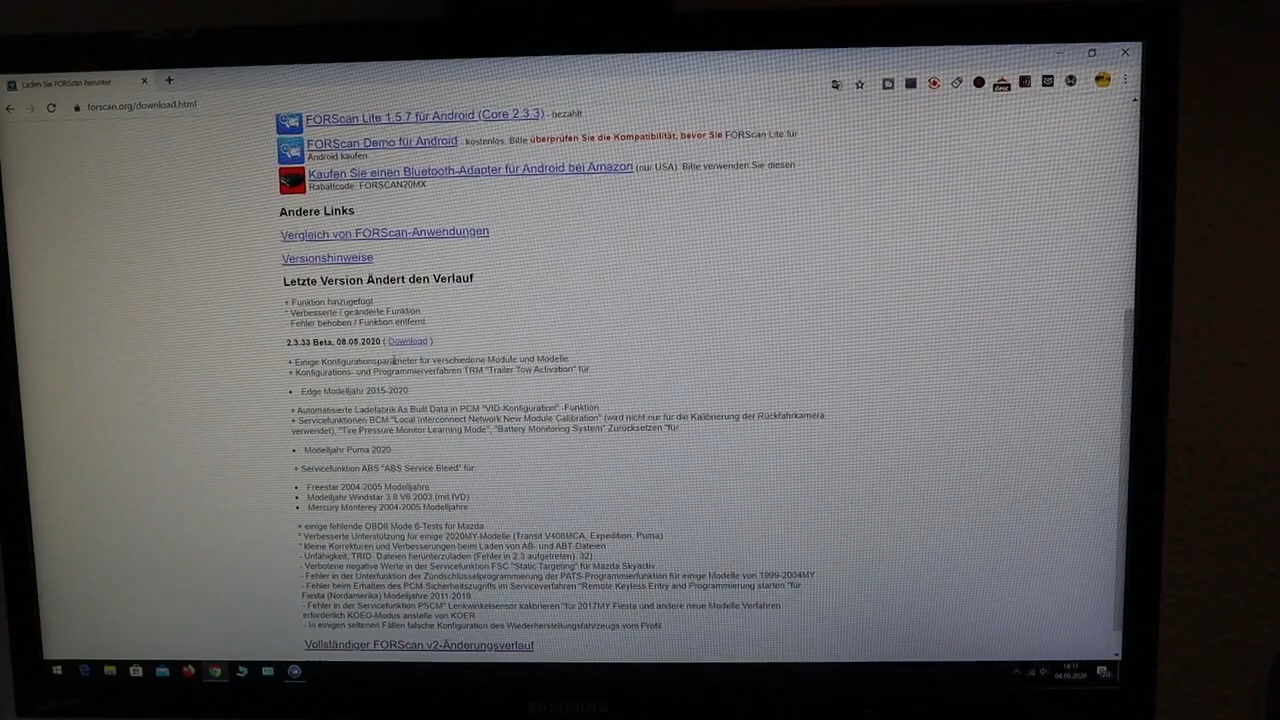 Laden Sie FORScan herunter
forscan.org/download.html
FORScan Lite 1.5.7 für Android (Core 2.3.3) - bezahlt
FORScan Demo für Android - kostenlos. Bitte überprüfen Sie die Kompatibilität, bevor Sie FORScan Lite für
Android kaufen
Kaufen Sie einen Bluetooth-Adapter für Android bei Amazon (nur USA). Bitte verwenden Sie diesen
Rabattcode: FORSCAN20MX
Andere Links
Vergleich von FORScan-Anwendungen
Versionshinweise
Letzte Version Ändert den Verlauf
+ Funktion hinzugefügt
* Verbesserte / geänderte Funktion
- Fehler behoben / Funktion entfernt
2.3.33 Beta, 08.05.2020 ( Download )
+ Einige Konfigurationsparameter für verschiedene Module und Modelle
+ Konfigurations- und Programmierverfahren TRM "Trailer Tow Activation" für
• Edge Modelljahr 2015-2020
+ Automatisierte Ladefabrik As Built Data in PCM "VID-Konfiguration" -Funktion
+ Servicefunktionen BCM "Local Interconnect Network New Module Calibration" (wird nicht nur für die Kalibrierung der Rückfahrkamera
verwendet), "Tire Pressure Monitor Learning Mode", "Battery Monitoring System" Zurücksetzen "für
• Modelljahr Puma 2020
+ Servicefunktion ABS "ABS Service Bleed" für
• Freestar 2004-2005 Modelljahre
• Modelljahr Windstar 3.8 V6 2003 (mit IVD)
• Mercury Monterey 2004-2005 Modelljahre
+ einige fehlende OBDII Mode 6-Tests für Mazda
* Verbesserte Unterstützung für einige 2020MY-Modelle (Transit V408MCA, Expedition, Puma)
* kleine Korrekturen und Verbesserungen beim Laden von AB- und ABT-Dateien
- Unfähigkeit, TRID- Dateien herunterzuladen (Fehler in 2.3 aufgetreten). 32)
- Verbotene negative Werte in der Servicefunktion FSC "Static Targeting" für Mazda Skyactiv
- Fehler in der Unterfunktion der Zündschlüsselprogrammierung der PATS-Programmierfunktion für einige Modelle von 1999-2004MY
- Fehler beim Erhalten des PCM-Sicherheitszugriffs im Serviceverfahren "Remote Keyless Entry and Programmierung starten "für
Fiesta (Nordamerika) Modelljahre 2011-2019
- Fehler in der Servicefunktion PSCM" Lenkwinkelsensor kalibrieren "für 2017MY Fiesta und andere neue Modelle Verfahren
erforderlich KOEO-Modus anstelle von KOER
- In einigen seltenen Fällen falsche Konfiguration des Wiederherstellungsfahrzeugs vom Profil
Vollständiger FORScan v2-Änderungsverlauf
04.06.2020
SAMSUNG